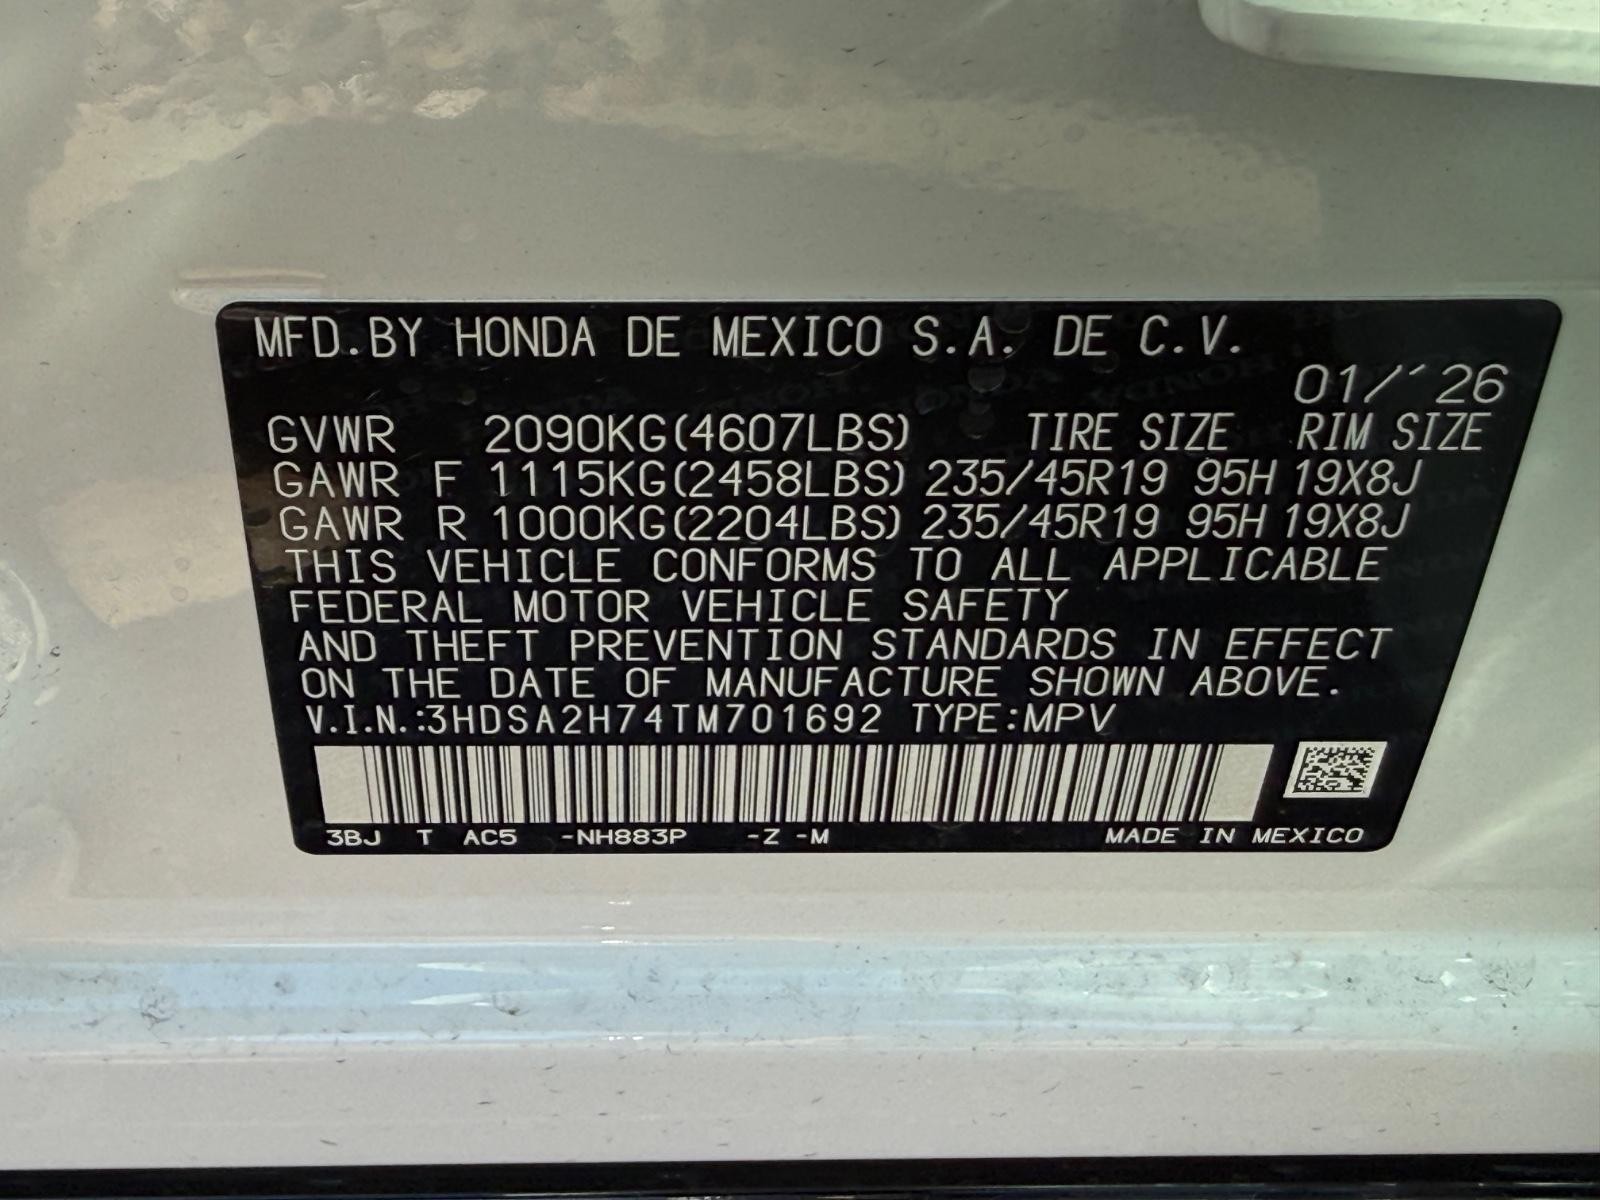 MFD.BY HONDA DE MEXICO S.A. DE C.V.
01/´26
GVWR 2090KG(4607LBS) TIRE SIZE RIM SIZE
GAWR F 1115KG(2458LBS) 235/45R19 95H 19X8J
GAWR R 1000KG(2204LBS) 235/45R19 95H 19X8J
THIS VEHICLE CONFORMS TO ALL APPLICABLE
FEDERAL MOTOR VEHICLE SAFETY
AND THEFT PREVENTION STANDARDS IN EFFECT
ON THE DATE OF MANUFACTURE SHOWN ABOVE.
V.I.N.:3HDSA2H74TM701692 TYPE:MPV
3BJ T AC5 -NH883P -Z -M MADE IN MEXICO